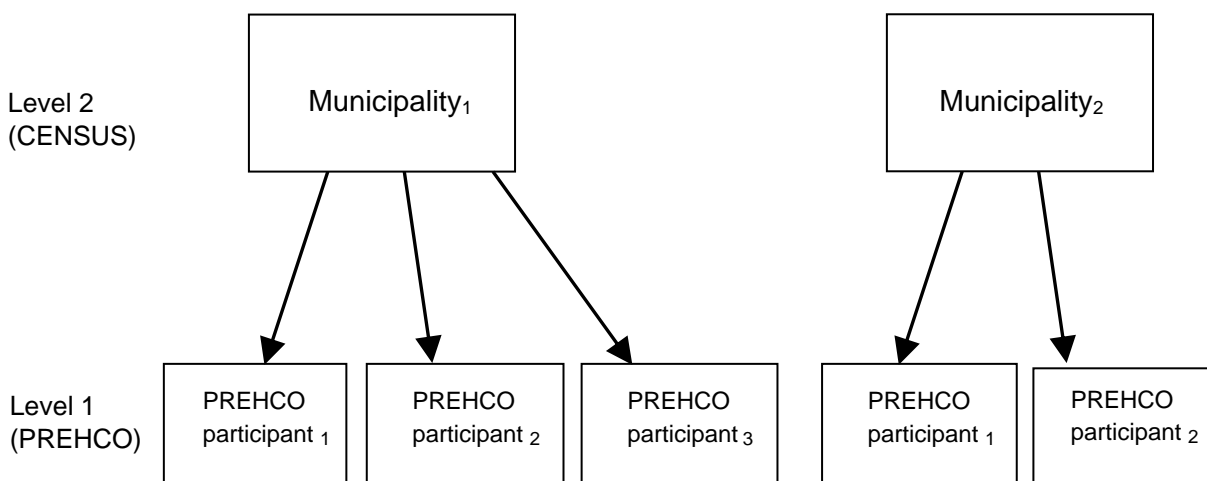 Level 2
(CENSUS)
Municipality₁
Municipality₂
Level 1
(PREHCO)
PREHCO
participant ₁
PREHCO
participant ₂
PREHCO
participant ₃
PREHCO
participant ₁
PREHCO
participant ₂